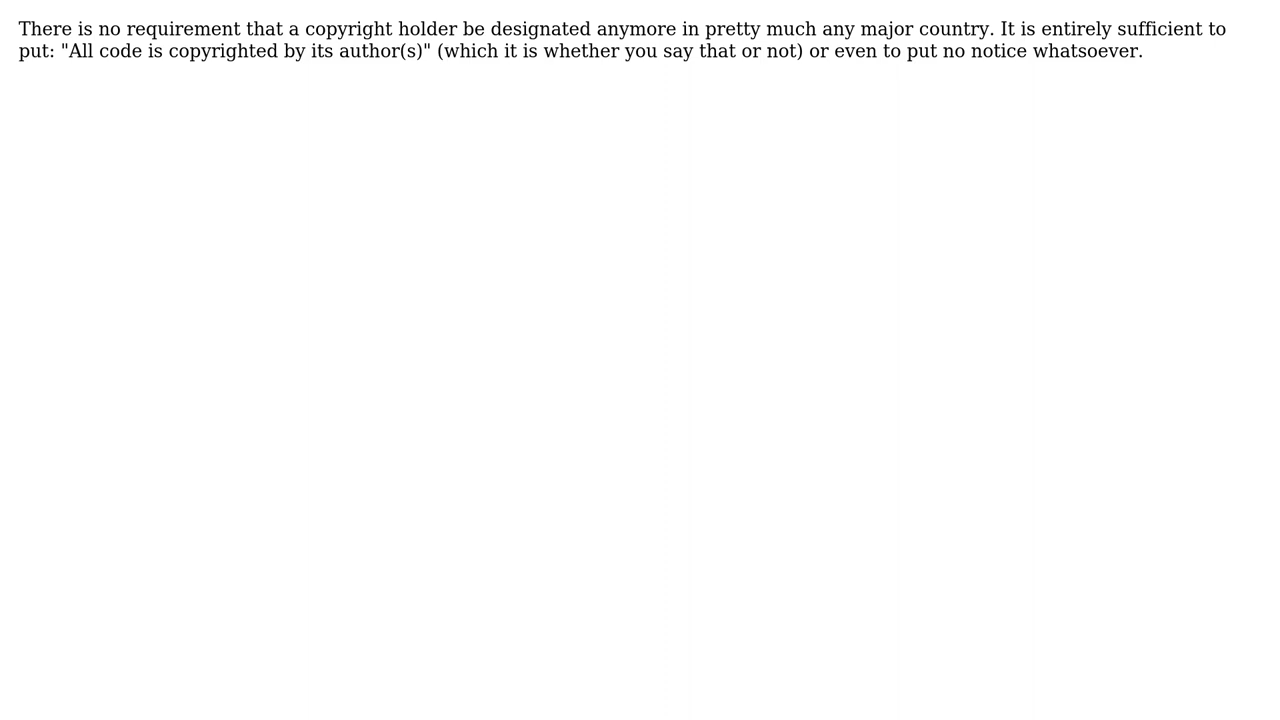 There is no requirement that a copyright holder be designated anymore in pretty much any major country. It is entirely sufficient to
put: "All code is copyrighted by its author(s)" (which it is whether you say that or not) or even to put no notice whatsoever.